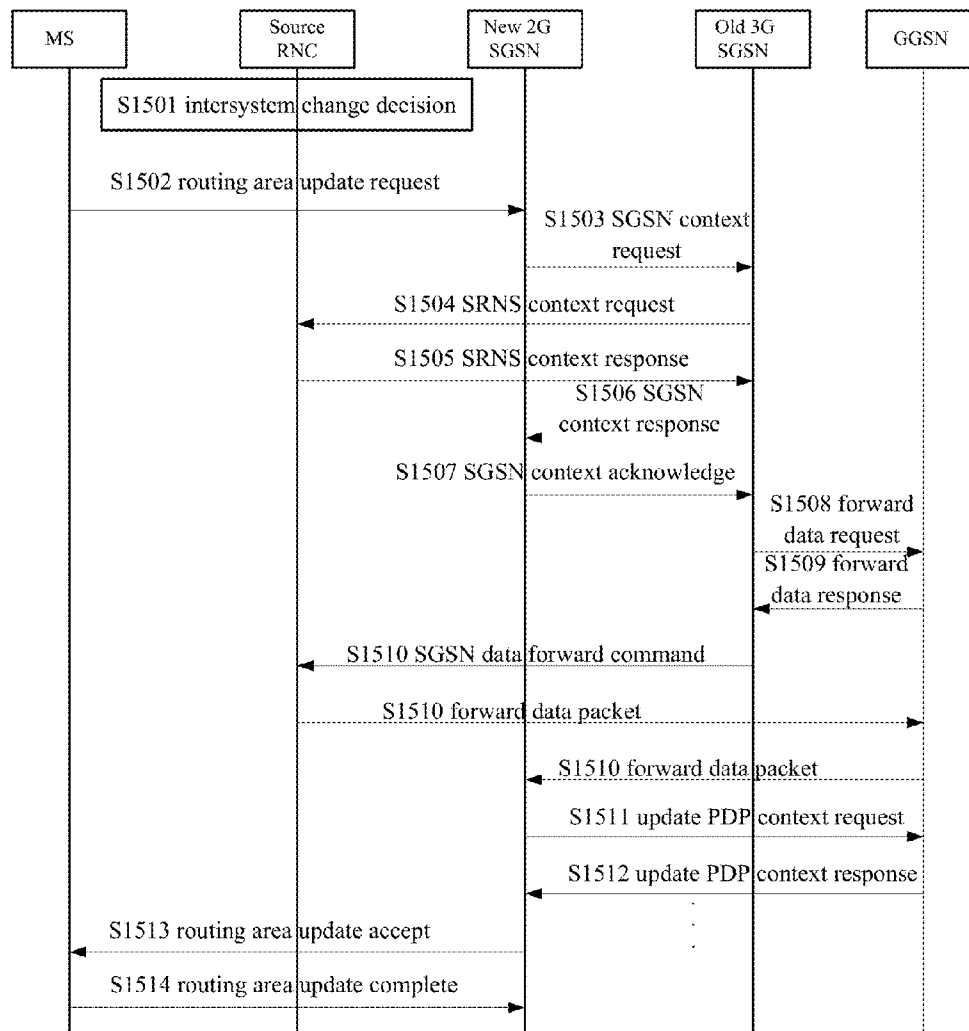 MS
Source
RNC
New 2G
SGSN
Old 3G
SGSN
GGSN
S1501 intersystem change decision
S1502 routing area update request
S1503 SGSN context
request
S1504 SRNS context request
S1505 SRNS context response
S1506 SGSN
context response
S1507 SGSN context acknowledge
S1508 forward
data request
S1509 forward
data response
S1510 SGSN data forward command
S1510 forward data packet
S1510 forward data packet
S1511 update PDP context request
S1512 update PDP context response
S1513 routing area update accept
S1514 routing area update complete